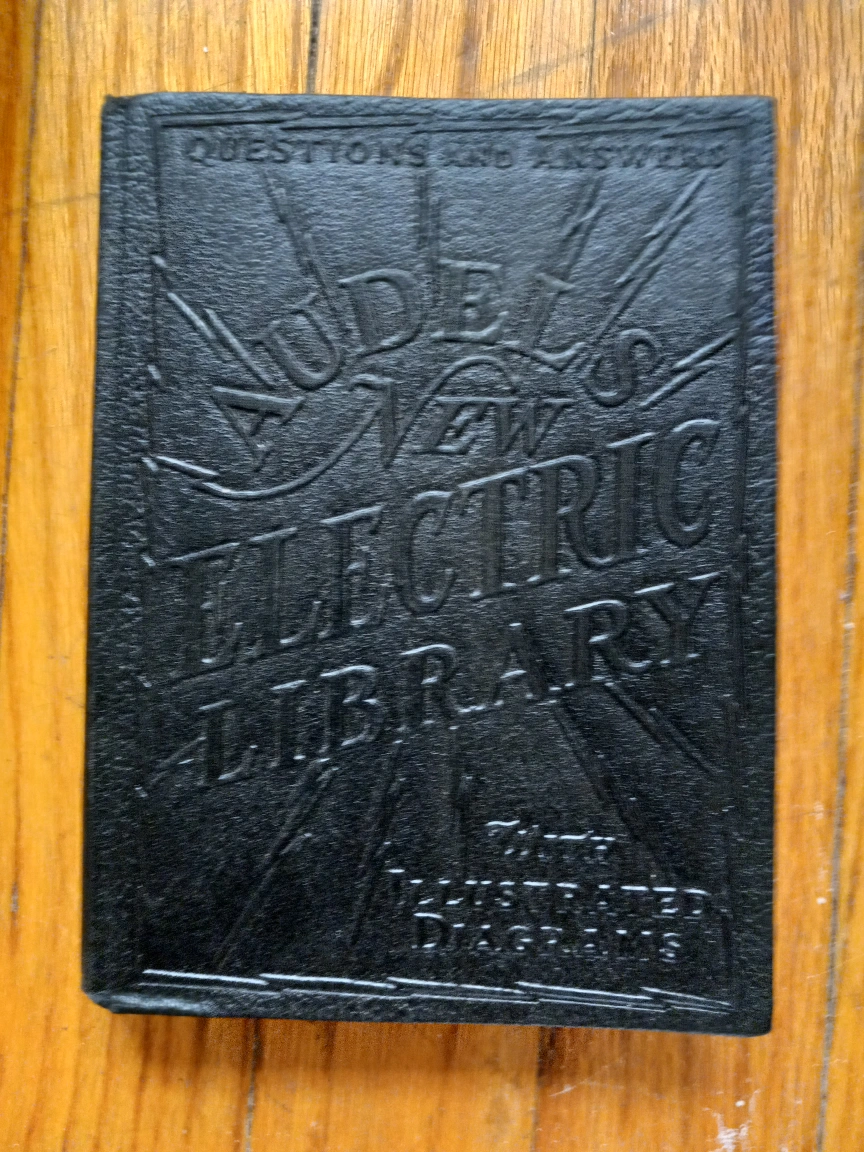 QUESTIONS AND ANSWERS
AUDELS
NEW
ELECTRIC
LIBRARY
With
ILLUSTRATED
DIAGRAMS